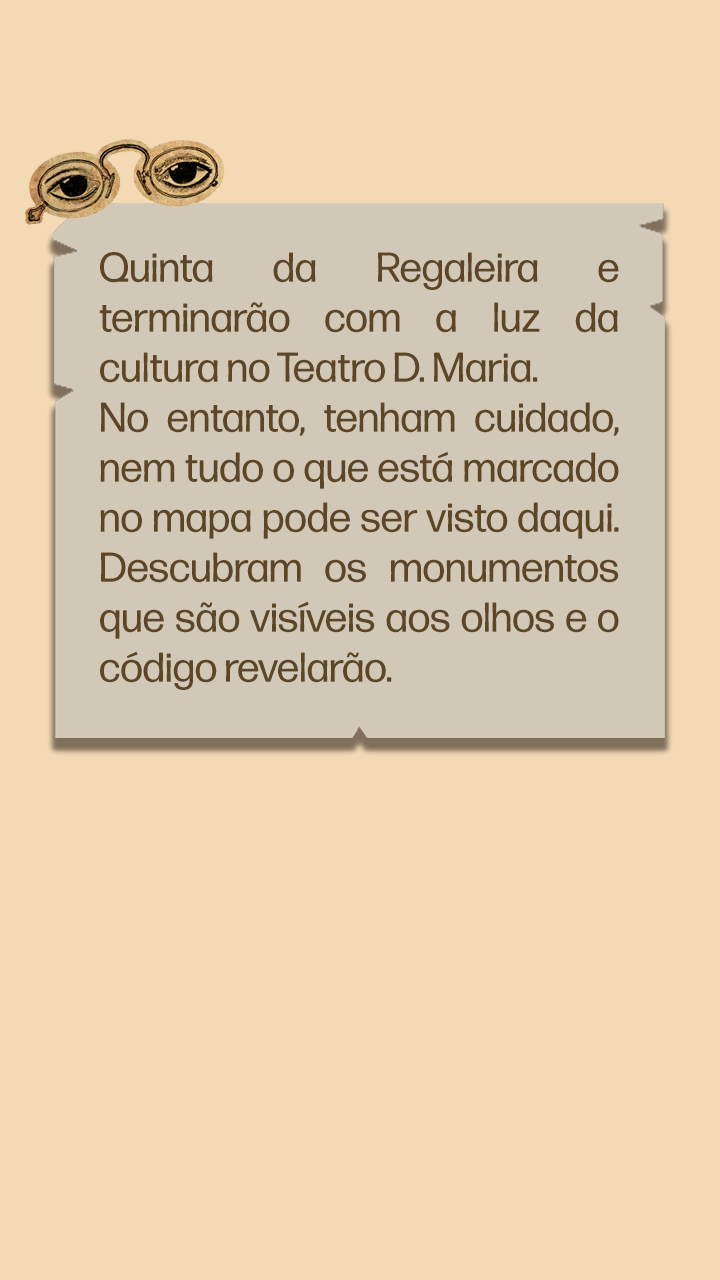 Quinta da Regaleira e
terminarão com a luz da
cultura no Teatro D. Maria.
No entanto, tenham cuidado,
nem tudo o que está marcado
no mapa pode ser visto daqui.
Descubram os monumentos
que são visíveis aos olhos e o
código revelarão.